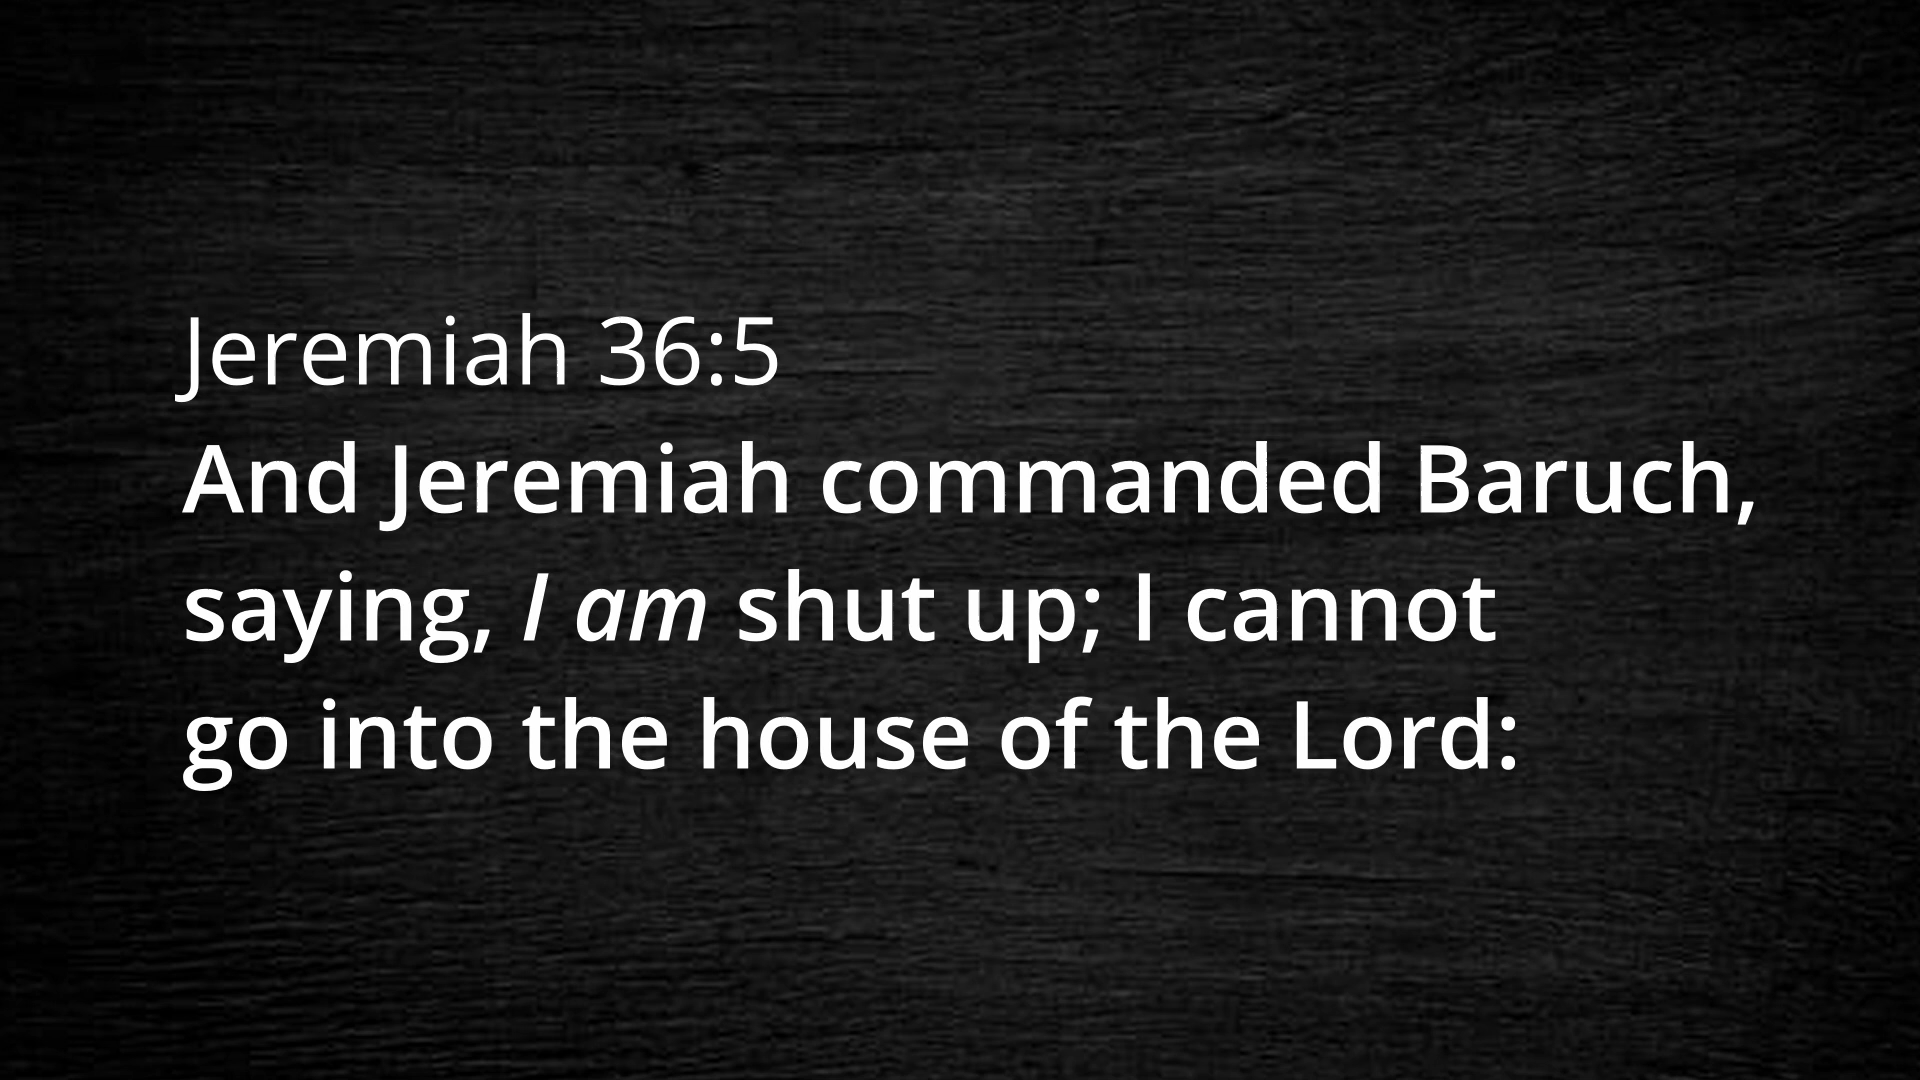 Jeremiah 36:5
And Jeremiah commanded Baruch,
saying, I am shut up; I cannot
go into the house of the Lord: